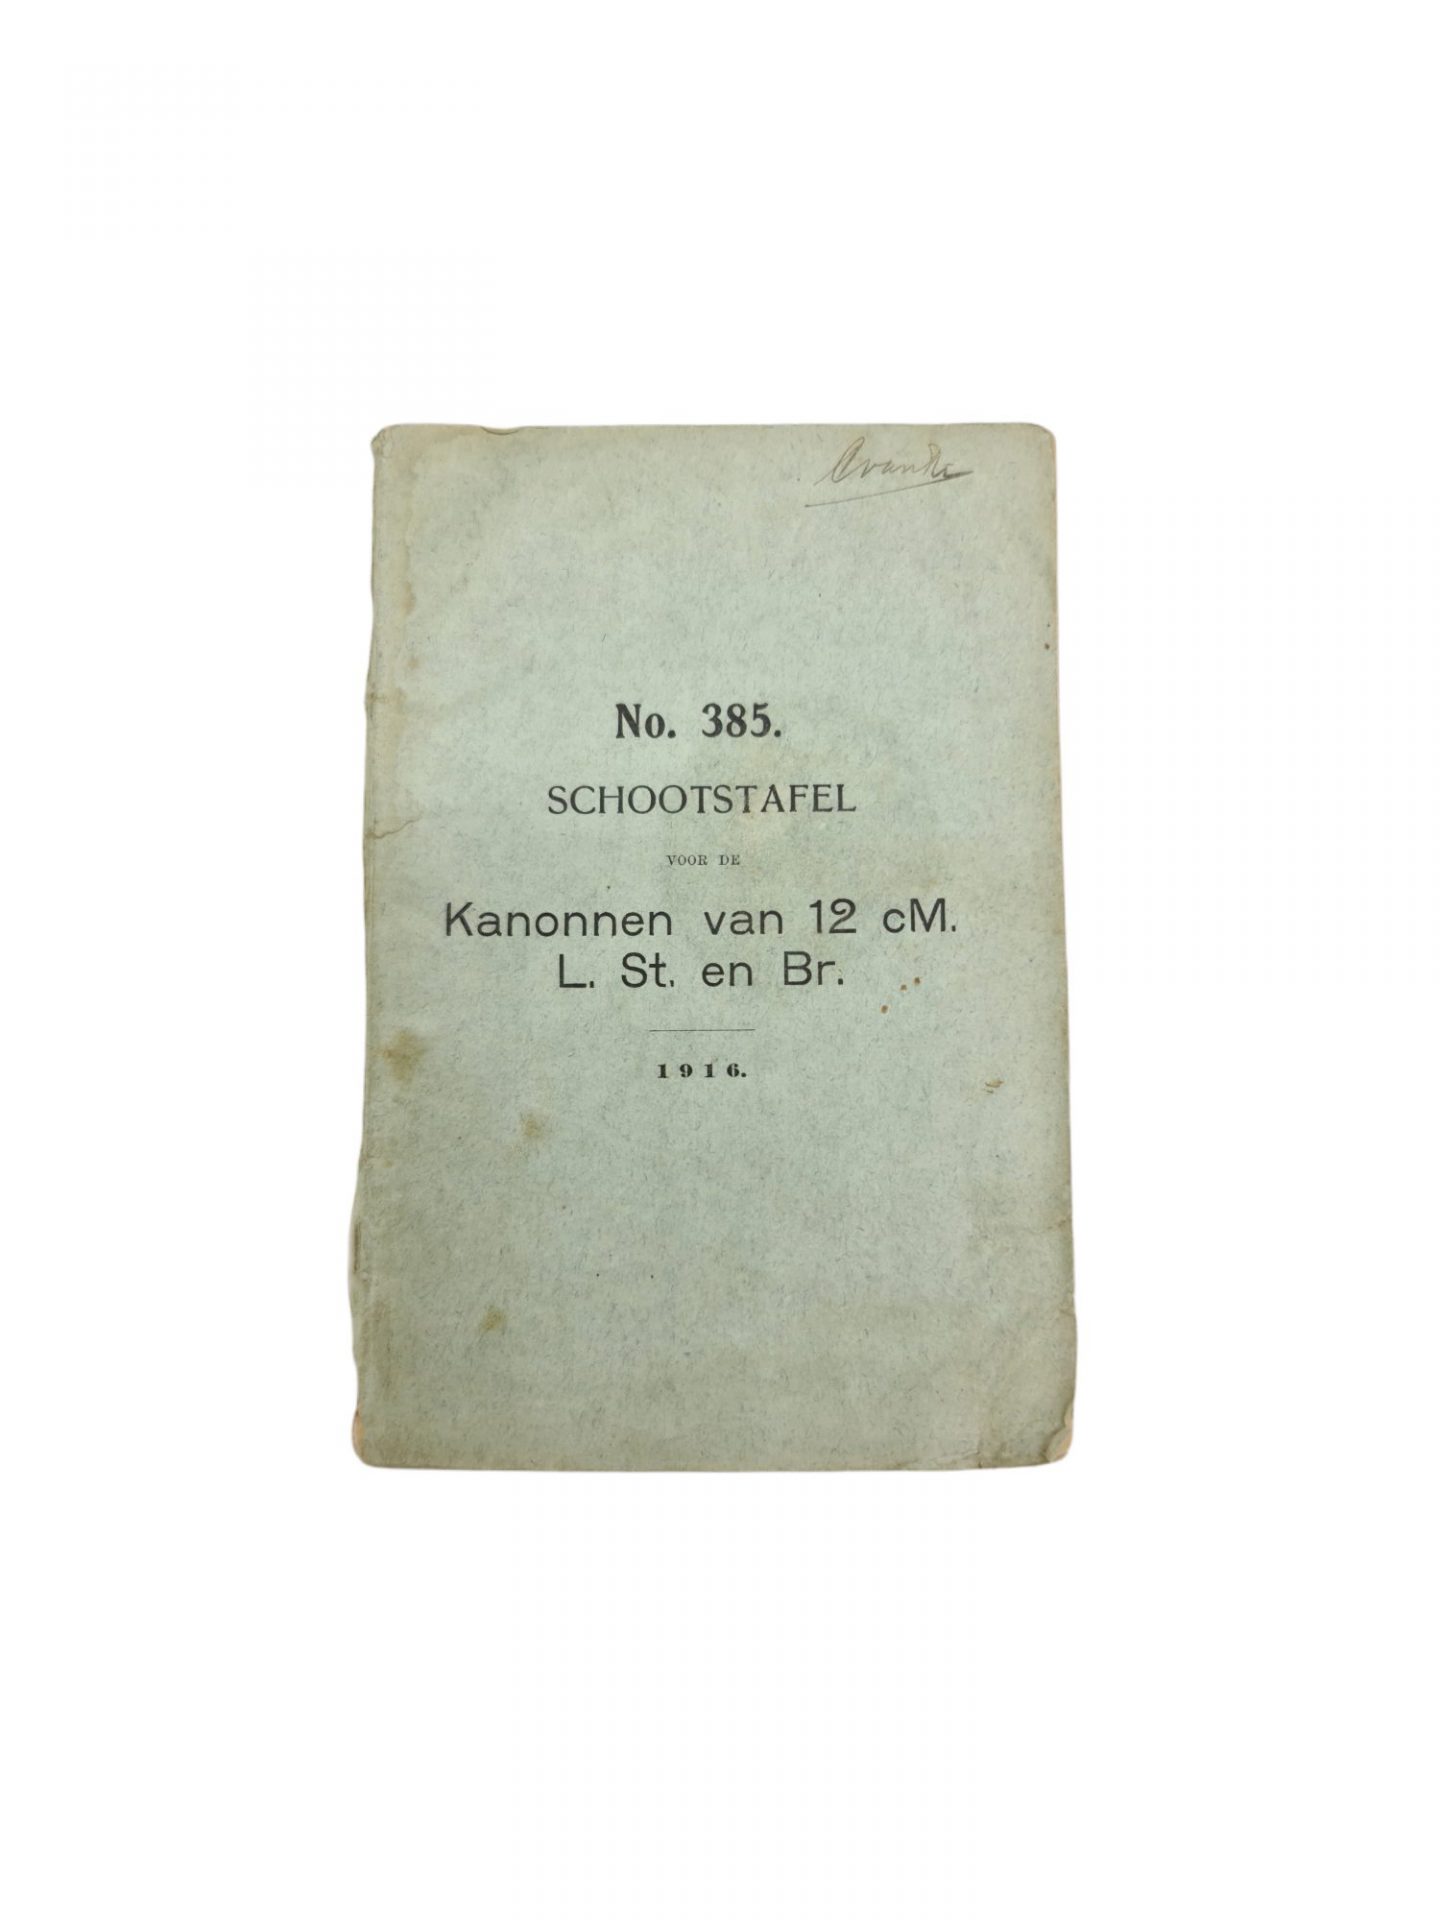 No. 385.
SCHOOTSTAFEL
VOOR DE
Kanonnen van 12 cM.
L. St. en Br.
1916.